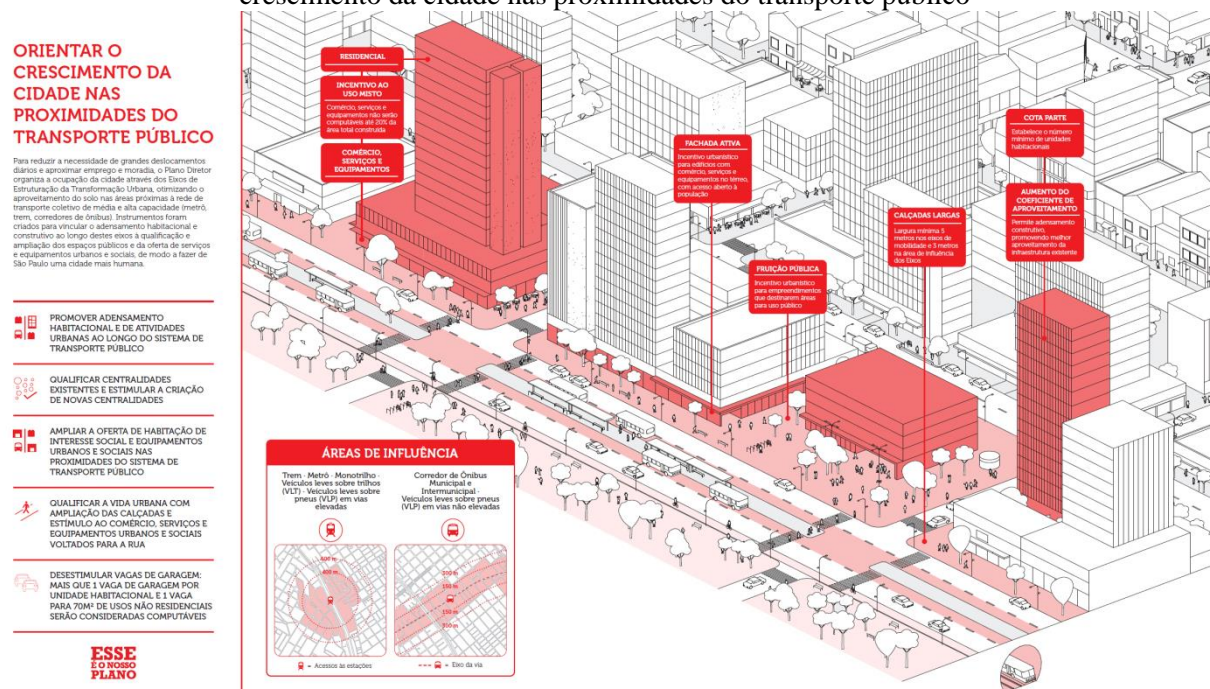 crescimento da cidade nas proximidades do transporte público
ORIENTAR O
CRESCIMENTO DA
CIDADE NAS
PROXIMIDADES DO
TRANSPORTE PÚBLICO
Para reduzir a necessidade de grandes deslocamentos
diários e aproximar emprego e moradia, o Plano Diretor
organiza a ocupação da cidade através dos Eixos de
Estruturação da Transformação Urbana, otimizando o
aproveitamento do solo nas áreas próximas à rede de
transporte coletivo de média e alta capacidade (metrô,
trem, corredores de ônibus). Instrumentos foram
criados para vincular o adensamento habitacional e
construtivo ao longo destes eixos à qualificação e
ampliação dos espaços públicos e da oferta de serviços
e equipamentos urbanos e sociais, de modo a fazer de
São Paulo uma cidade mais humana.
PROMOVER ADENSAMENTO
HABITACIONAL E DE ATIVIDADES
URBANAS AO LONGO DO SISTEMA DE
TRANSPORTE PÚBLICO
QUALIFICAR CENTRALIDADES
EXISTENTES E ESTIMULAR A CRIAÇÃO
DE NOVAS CENTRALIDADES
AMPLIAR A OFERTA DE HABITAÇÃO DE
INTERESSE SOCIAL E EQUIPAMENTOS
URBANOS E SOCIAIS NAS
PROXIMIDADES DO SISTEMA DE
TRANSPORTE PÚBLICO
QUALIFICAR A VIDA URBANA COM
AMPLIAÇÃO DAS CALÇADAS E
ESTÍMULO AO COMÉRCIO, SERVIÇOS E
EQUIPAMENTOS URBANOS E SOCIAIS
VOLTADOS PARA A RUA
DESESTIMULAR VAGAS DE GARAGEM:
MAIS QUE 1 VAGA DE GARAGEM POR
UNIDADE HABITACIONAL E 1 VAGA
PARA 70M² DE USOS NÃO RESIDENCIAIS
SERÃO CONSIDERADAS COMPUTÁVEIS
ESSE
É O NOSSO
PLANO
RESIDENCIAL
INCENTIVO AO
USO MISTO
Comércio, serviços e
equipamentos não serão
computáveis até 20% da
área total construída
COMÉRCIO,
SERVIÇOS E
EQUIPAMENTOS
FACHADA ATIVA
Incentivo urbanístico
para edifícios com
comércio, serviços e
equipamentos no térreo,
com acesso aberto à
população
FRUIÇÃO PÚBLICA
Incentivo urbanístico
para empreendimentos
que destinarem áreas
para uso público
CALÇADAS LARGAS
Largura mínima 5
metros nos eixos de
mobilidade e 3 metros
na área de influência
dos Eixos
COTA PARTE
Estabelece o número
mínimo de unidades
habitacionais
AUMENTO DO
COEFICIENTE DE
APROVEITAMENTO
Permite adensamento
construtivo,
promovendo melhor
aproveitamento da
infraestrutura existente
ÁREAS DE INFLUÊNCIA
Trem · Metrô · Monotrilho ·
Veículos leves sobre trilhos
(VLT) · Veículos leves sobre
pneus (VLP) em vias
elevadas
600 m
400 m
= Acessos às estações
Corredor de Ônibus
Municipal e
Intermunicipal ·
Veículos leves sobre pneus
(VLP) em vias não elevadas
300 m
150 m
150 m
300 m
= Eixo da via